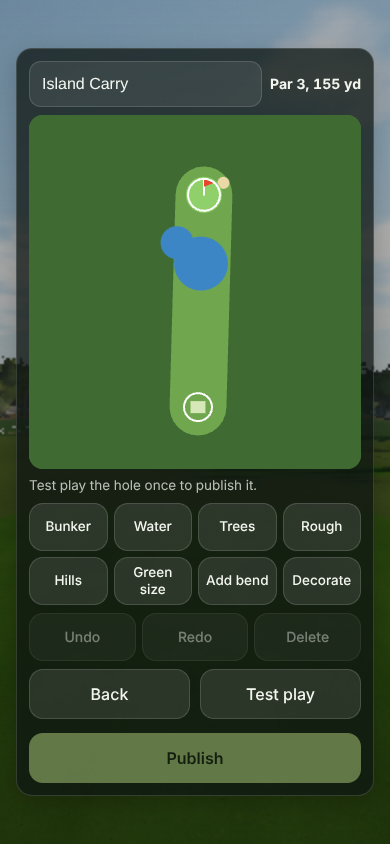 Island Carry
Par 3, 155 yd
Test play the hole once to publish it.
Bunker
Water
Trees
Rough
Hills
Green
size
Add bend
Decorate
Undo
Redo
Delete
Back
Test play
Publish